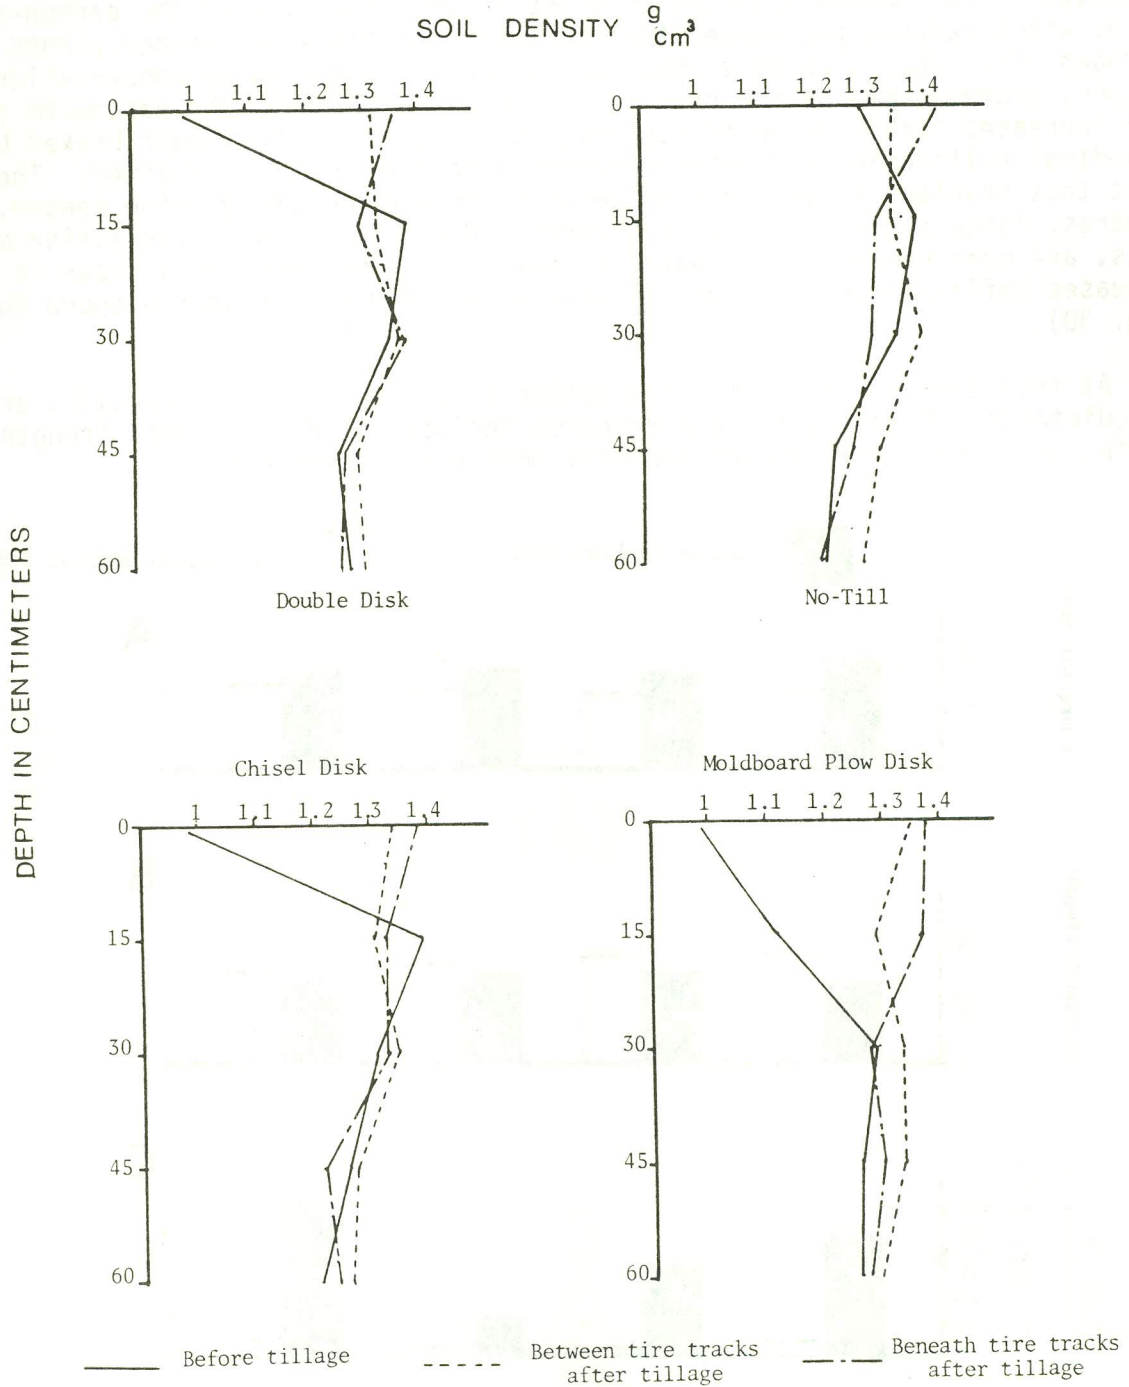 SOIL DENSITY g
cm³
1 1.1 1.2 1.3 1.4
0
15
30
45
60
Double Disk
1 1.1 1.2 1.3 1.4
0
15
30
45
60
No-Till
DEPTH IN CENTIMETERS
Chisel Disk
1 1.1 1.2 1.3 1.4
0
15
30
45
60
Moldboard Plow Disk
1 1.1 1.2 1.3 1.4
0
15
30
45
60
Before tillage
Between tire tracks
after tillage
Beneath tire tracks
after tillage